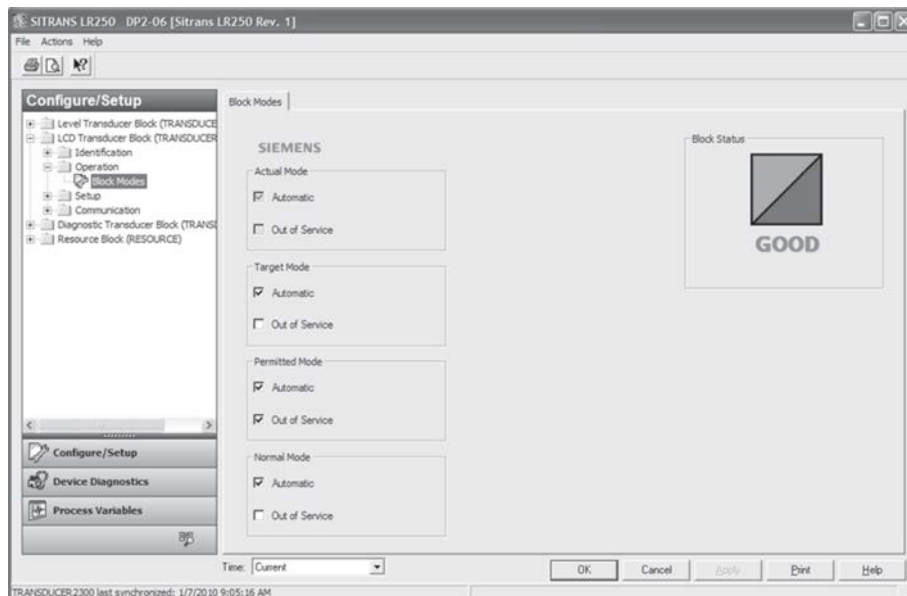 SITRANS LR250 DP2-06 [Sitrans LR250 Rev. 1]
File Actions Help
Configure/Setup
Level Transducer Block (TRANSDUCE
LCD Transducer Block (TRANSDUCER
Identification
Operation
Block Modes
Setup
Communication
Diagnostic Transducer Block (TRANSD
Resource Block (RESOURCE)
Configure/Setup
Device Diagnostics
Process Variables
Block Modes
SIEMENS
Actual Mode
Automatic
Out of Service
Target Mode
Automatic
Out of Service
Permitted Mode
Automatic
Out of Service
Normal Mode
Automatic
Out of Service
Block Status
GOOD
Time: Current
OK Cancel Apply Print Help
TRANSDUCER2300 last synchronized: 1/7/2010 9:05:16 AM